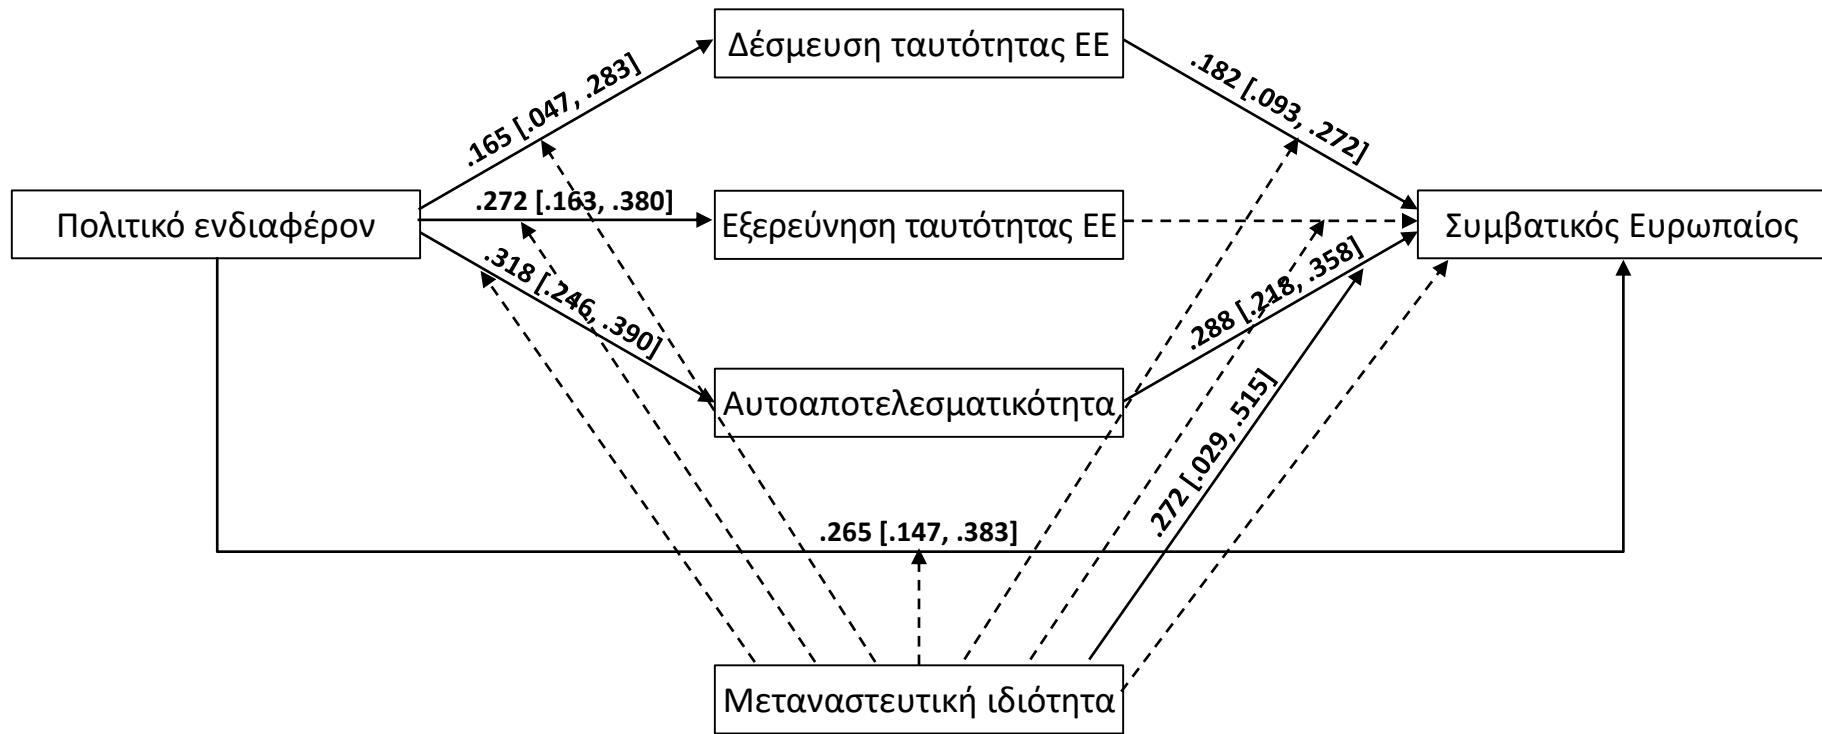 Δέσμευση ταυτότητας ΕΕ
.165 [.047, .283]
.182 [.093, .272]
Πολιτικό ενδιαφέρον
.272 [.163, .380]
Εξερεύνηση ταυτότητας ΕΕ
Συμβατικός Ευρωπαίος
.318 [.246, .390]
.288 [.218, .358]
Αυτοαποτελεσματικότητα
.272 [.029, .515]
.265 [.147, .383]
Μεταναστευτική ιδιότητα